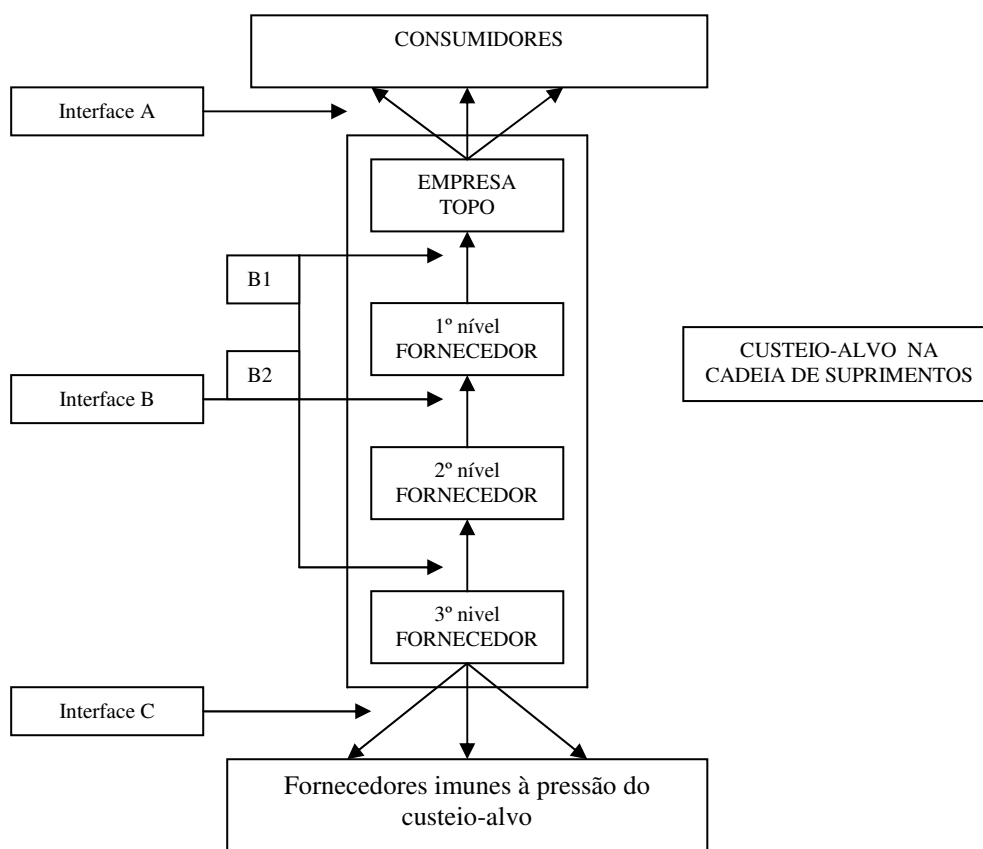 CONSUMIDORES
Interface A
EMPRESA
TOPO
B1
1º nível
FORNECEDOR
CUSTEIO-ALVO NA
CADEIA DE SUPRIMENTOS
B2
Interface B
2º nível
FORNECEDOR
3º nivel
FORNECEDOR
Interface C
Fornecedores imunes à pressão do
custeio-alvo